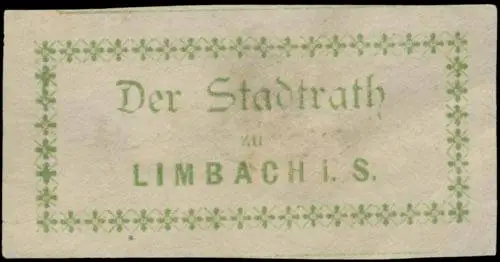 Der Stadtrath
zu
LIMBACH i. S.